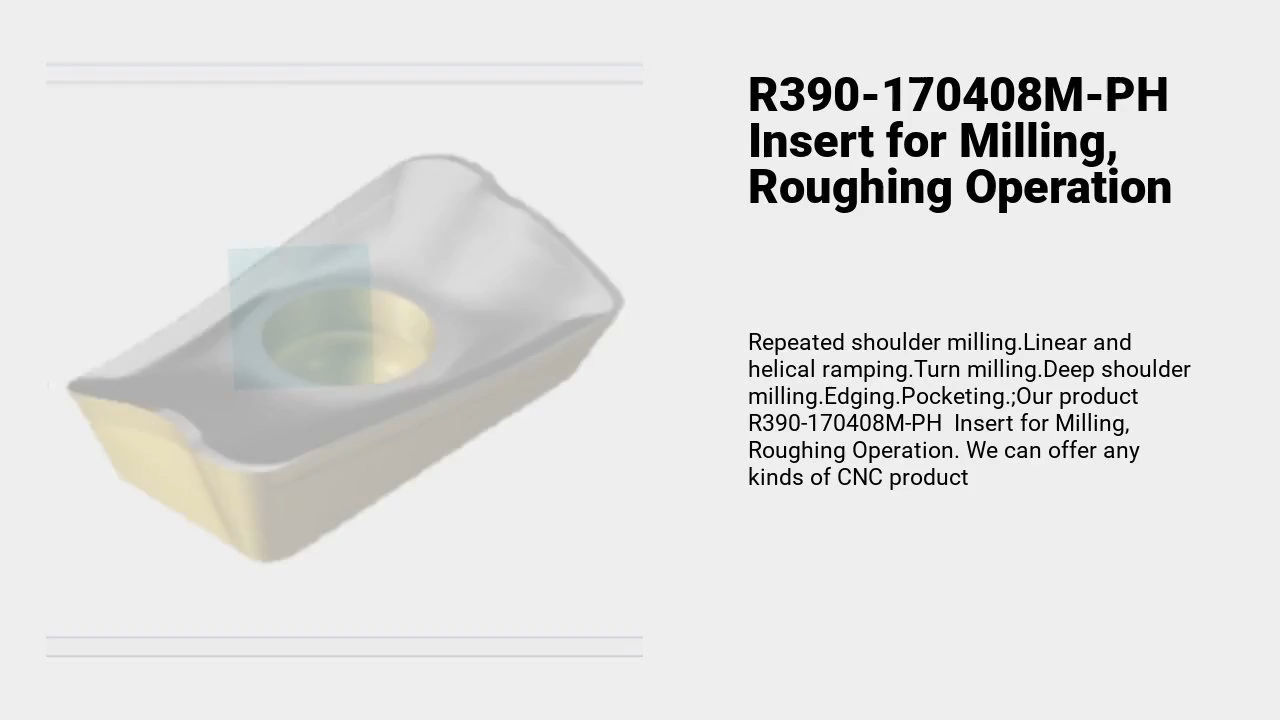 R390-170408M-PH
Insert for Milling,
Roughing Operation
Repeated shoulder milling.Linear and
helical ramping.Turn milling.Deep shoulder
milling.Edging.Pocketing.;Our product
R390-170408M-PH  Insert for Milling,
Roughing Operation. We can offer any
kinds of CNC product